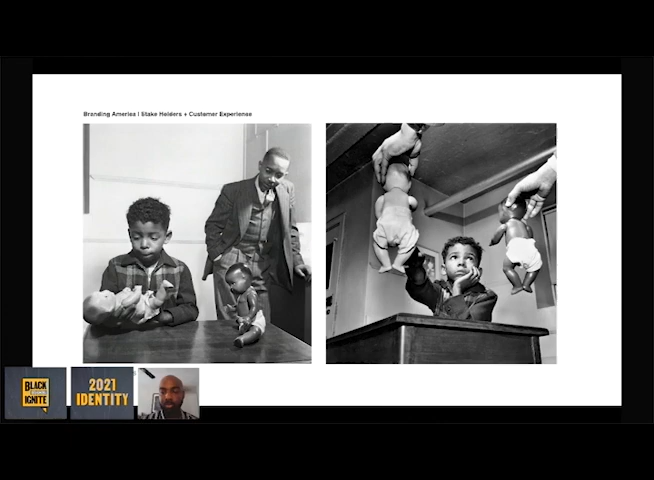 Branding America | Stake Holders + Customer Experience
BLACK
IGNITE
2021
IDENTITY